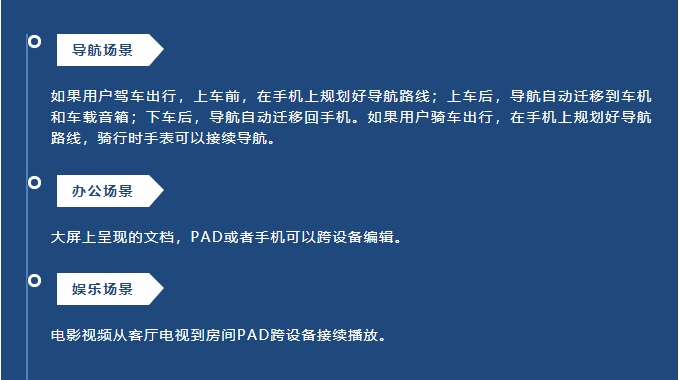 导航场景
如果用户驾车出行，上车前，在手机上规划好导航路线；上车后，导航自动迁移到车机
和车载音箱；下车后，导航自动迁移回手机。如果用户骑车出行，在手机上规划好导航
路线，骑行时手表可以接续导航。
办公场景
大屏上呈现的文档，PAD或者手机可以跨设备编辑。
娱乐场景
电影视频从客厅电视到房间PAD跨设备接续播放。